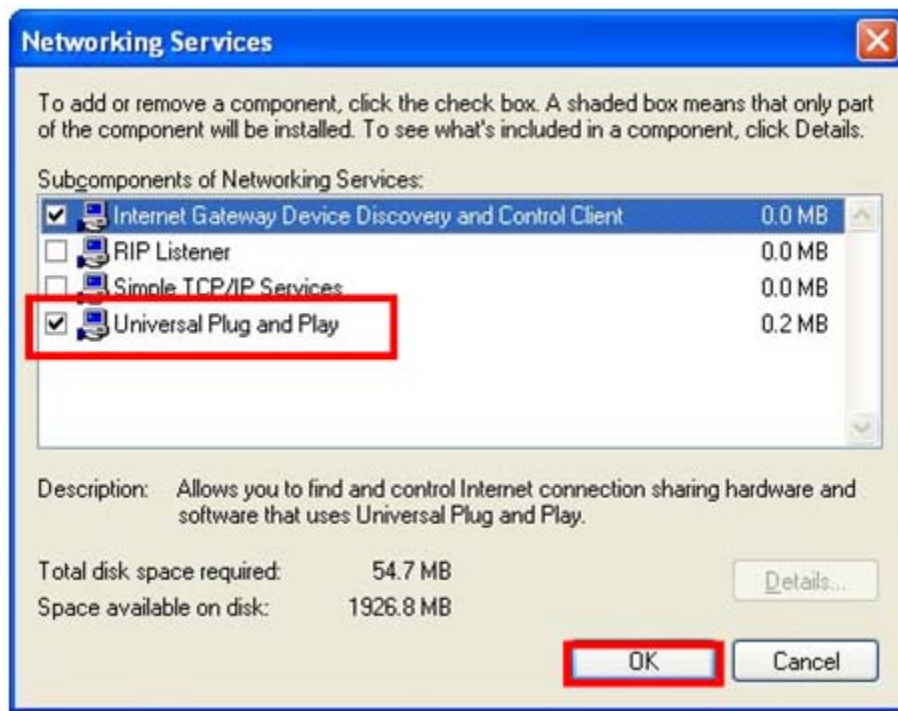 Networking Services
To add or remove a component, click the check box. A shaded box means that only part
of the component will be installed. To see what's included in a component, click Details.
Subcomponents of Networking Services:
Internet Gateway Device Discovery and Control Client 0.0 MB
RIP Listener 0.0 MB
Simple TCP/IP Services 0.0 MB
Universal Plug and Play 0.2 MB
Description: Allows you to find and control Internet connection sharing hardware and
software that uses Universal Plug and Play.
Total disk space required: 54.7 MB
Details...
Space available on disk: 1926.8 MB
OK Cancel